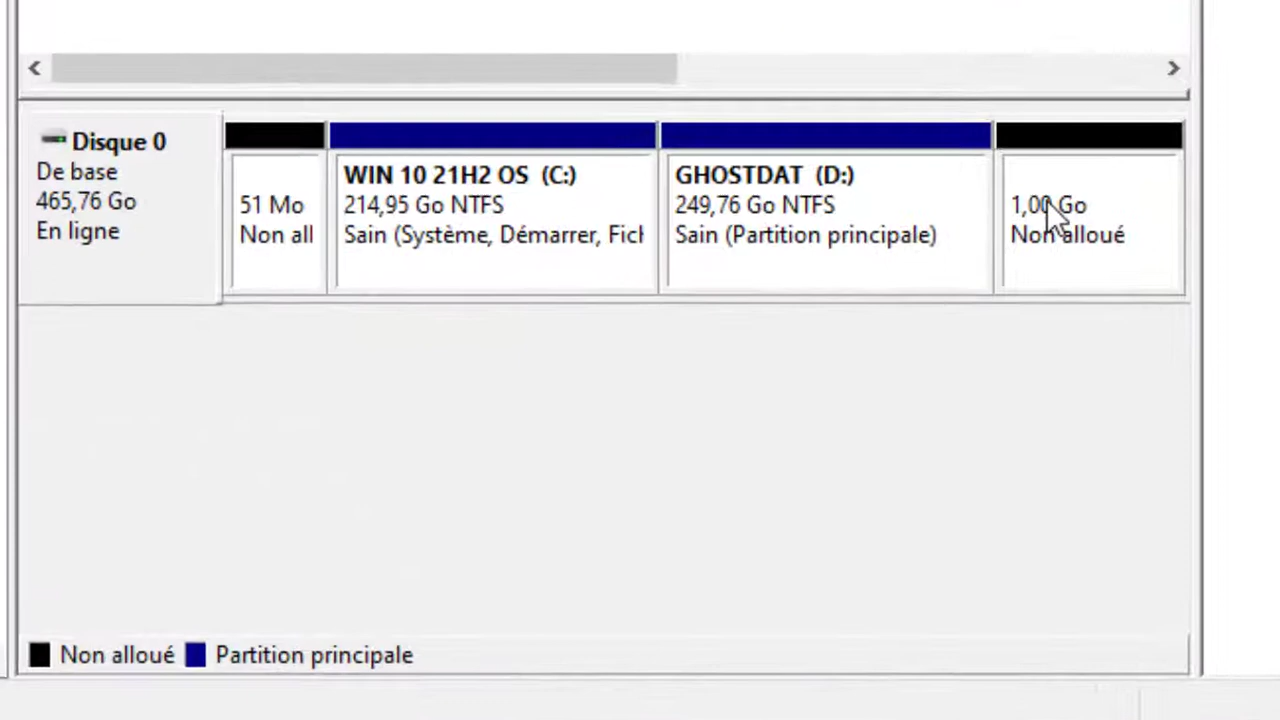 Disque 0
De base
465,76 Go
En ligne
51 Mo
Non all
WIN 10 21H2 OS (C:)
214,95 Go NTFS
Sain (Système, Démarrer, Fich
GHOSTDAT (D:)
249,76 Go NTFS
Sain (Partition principale)
1,00 Go
Non alloué
Non alloué
Partition principale